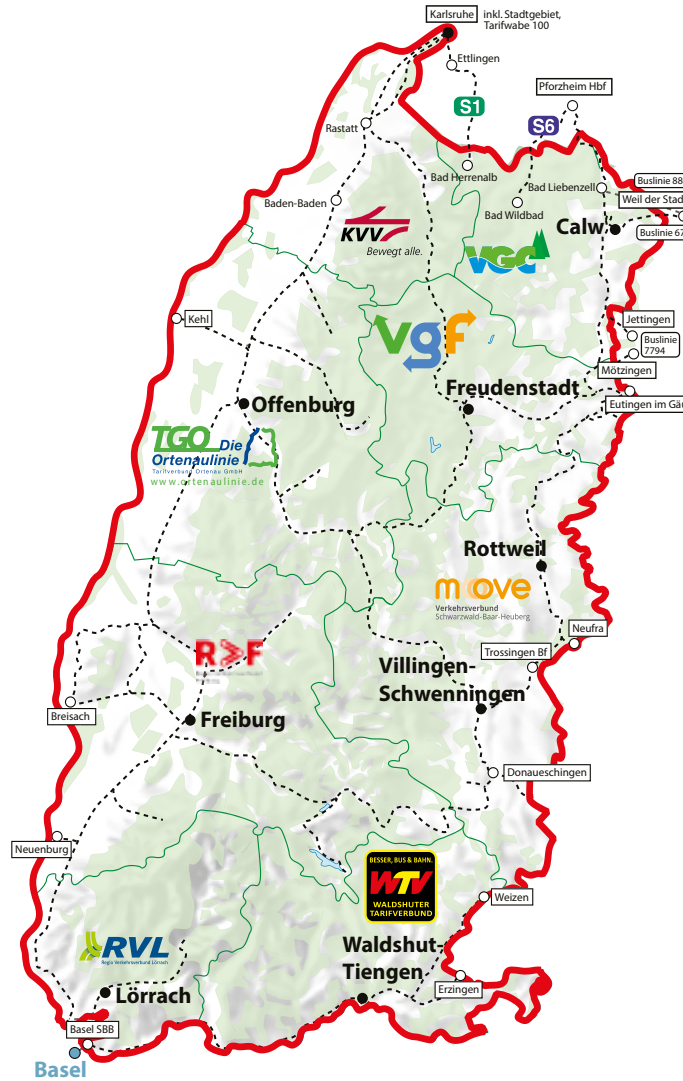 Karlsruhe
inkl. Stadtgebiet,
Tarifwabe 100
Ettlingen
S1
Pforzheim Hbf
S6
Rastatt
Bad Herrenalb
Bad Liebenzell
Buslinie 88
Weil der Stad
Baden-Baden
Bad Wildbad
Calw
Buslinie 67
KVV
Bewegt alle.
VGC
Kehl
Jettingen
vgf
Buslinie
7794
Mötzingen
Freudenstadt
Eutingen im Gäu
Offenburg
TGO Die
Ortenaulinie
Tarifverbund Ortenau GmbH
www.ortenaulinie.de
Rottweil
moove
Verkehrsverbund
Schwarzwald-Baar-Heuberg
Neufra
Trossingen Bf
RVF
Villingen-
Schwenningen
Breisach
Freiburg
Donaueschingen
Neuenburg
BESSER, BUS & BAHN.
WTV
WALDSHUTER
TARIFVERBUND
Weizen
RVL
Regio Verkehrsverbund Lörrach
Waldshut-
Tiengen
Lörrach
Erzingen
Basel SBB
Basel